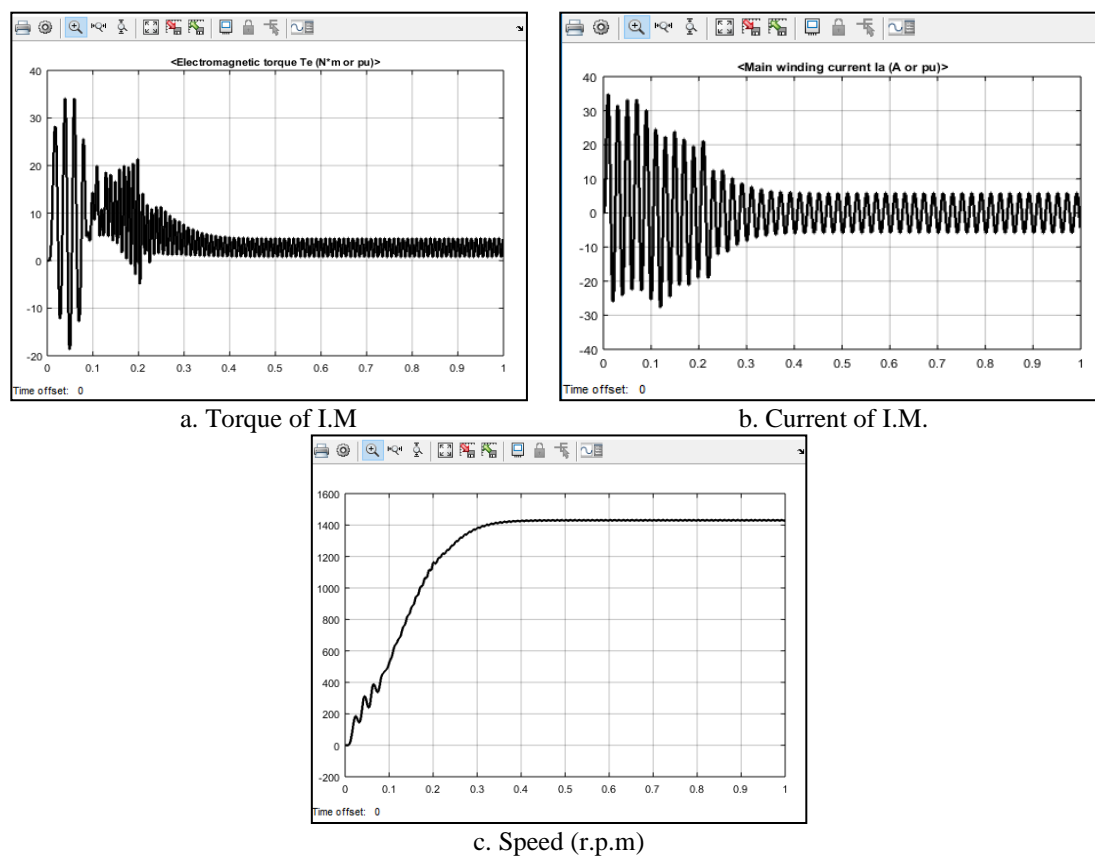 <Electromagnetic torque Te (N*m or pu)>
40
30
20
10
0
-10
-20
0 0.1 0.2 0.3 0.4 0.5 0.6 0.7 0.8 0.9 1
Time offset: 0
a. Torque of I.M
<Main winding current Ia (A or pu)>
40
30
20
10
0
-10
-20
-30
-40
0 0.1 0.2 0.3 0.4 0.5 0.6 0.7 0.8 0.9 1
Time offset: 0
b. Current of I.M.
1600
1400
1200
1000
800
600
400
200
0
-200
0 0.1 0.2 0.3 0.4 0.5 0.6 0.7 0.8 0.9 1
Time offset: 0
c. Speed (r.p.m)